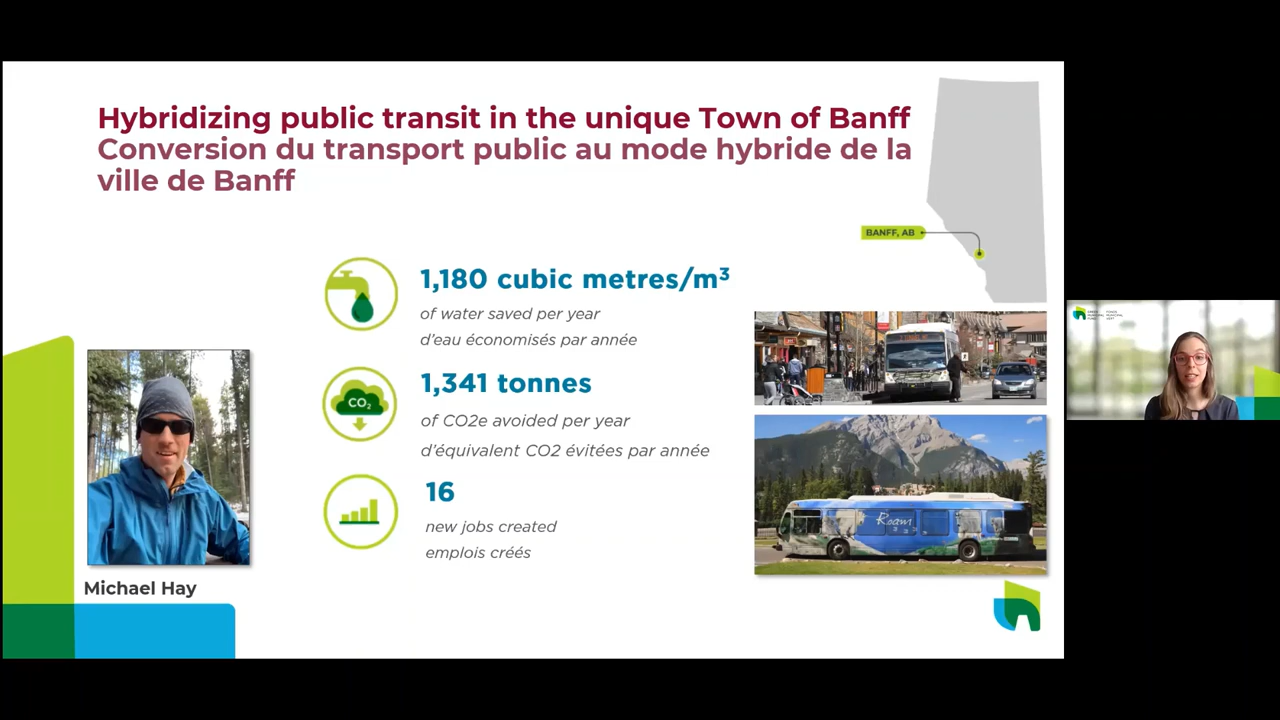 Hybridizing public transit in the unique Town of Banff
Conversion du transport public au mode hybride de la
ville de Banff
BANFF, AB
1,180 cubic metres/m³
of water saved per year
d'eau économisés par année
1,341 tonnes
CO₂
of CO2e avoided per year
d'équivalent CO2 évitées par année
16
new jobs created
emplois créés
Roam
Michael Hay